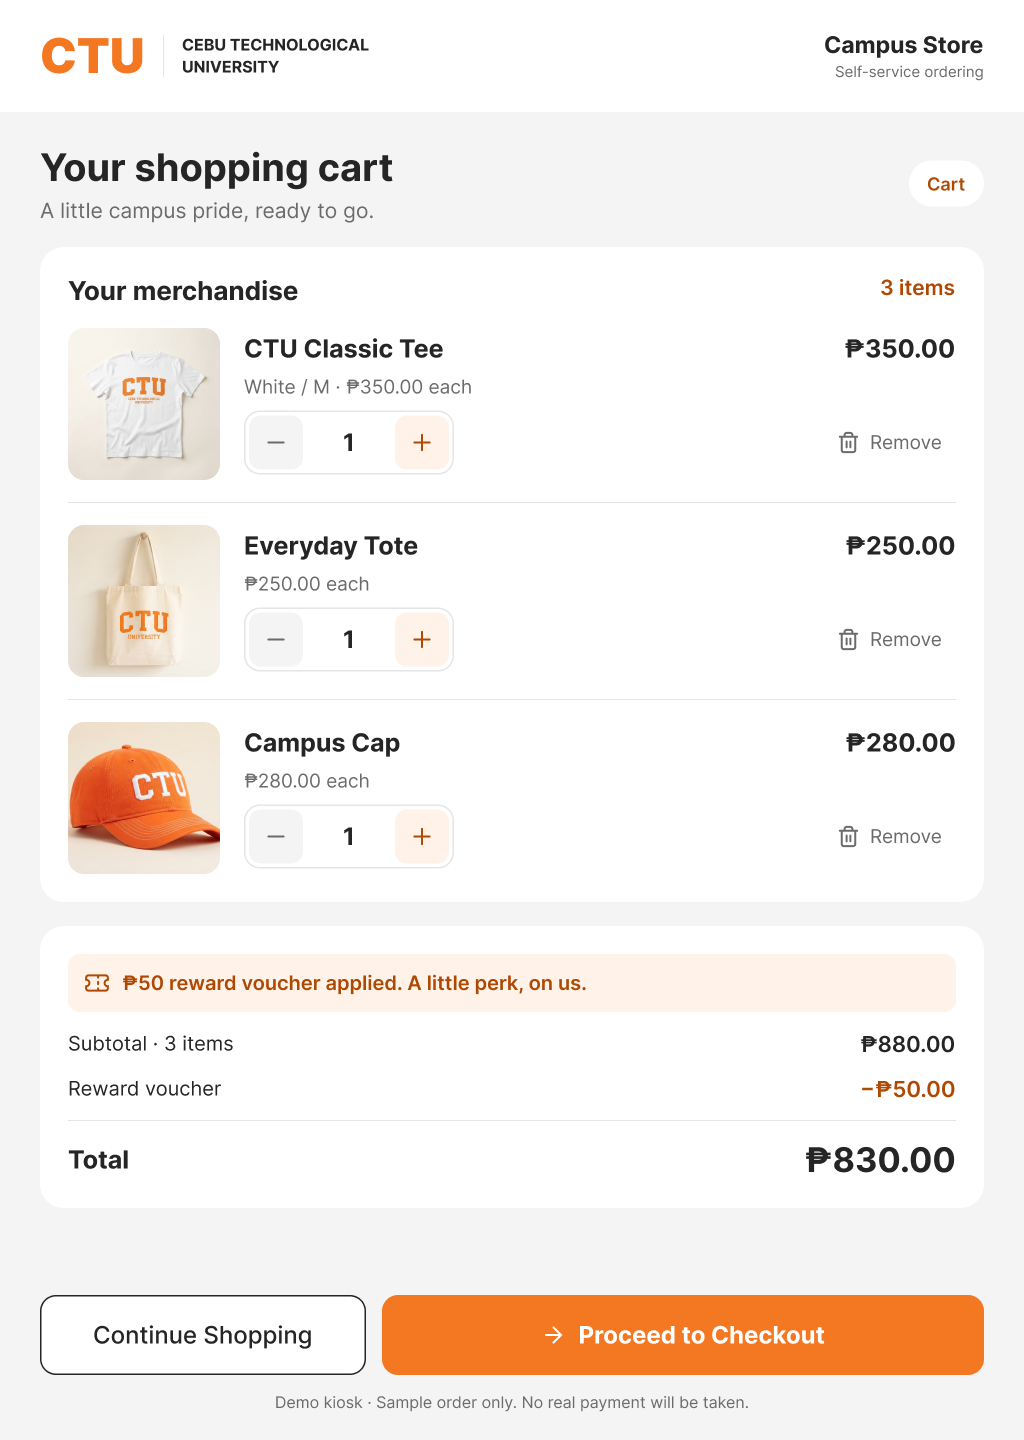 CTU
CEBU TECHNOLOGICAL
UNIVERSITY
Campus Store
Self-service ordering
Your shopping cart
A little campus pride, ready to go.
Cart
Your merchandise
3 items
CTU
CTU Classic Tee
₱350.00
White / M · ₱350.00 each
− 1 +
Remove
CTU
UNIVERSITY
Everyday Tote
₱250.00
₱250.00 each
− 1 +
Remove
CTU
Campus Cap
₱280.00
₱280.00 each
− 1 +
Remove
₱50 reward voucher applied. A little perk, on us.
Subtotal · 3 items
₱880.00
Reward voucher
−₱50.00
Total
₱830.00
Continue Shopping
→ Proceed to Checkout
Demo kiosk · Sample order only. No real payment will be taken.